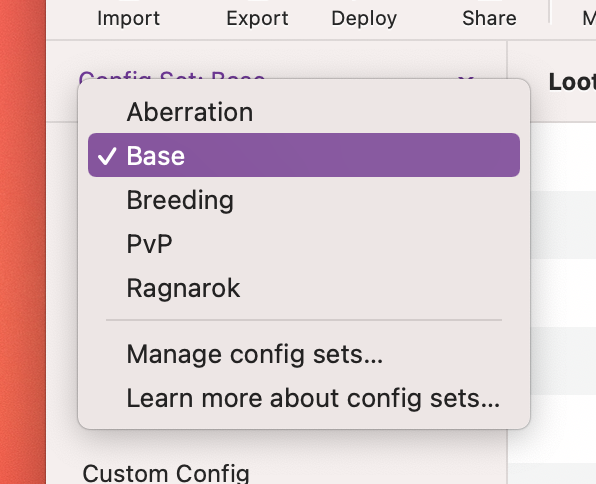 Import Export Deploy Share
Config Set: Base
Aberration
Base
Breeding
PvP
Ragnarok
Manage config sets...
Learn more about config sets...
Custom Config